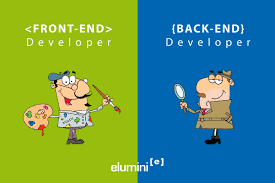 <FRONT-END>
Developer
{BACK-END}
Developer
elumini [e]